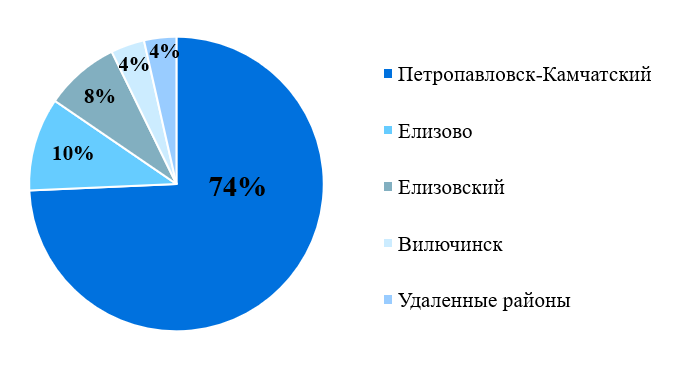 4%
4%
8%
10%
74%
Петропавловск-Камчатский
Елизово
Елизовский
Вилючинск
Удаленные районы